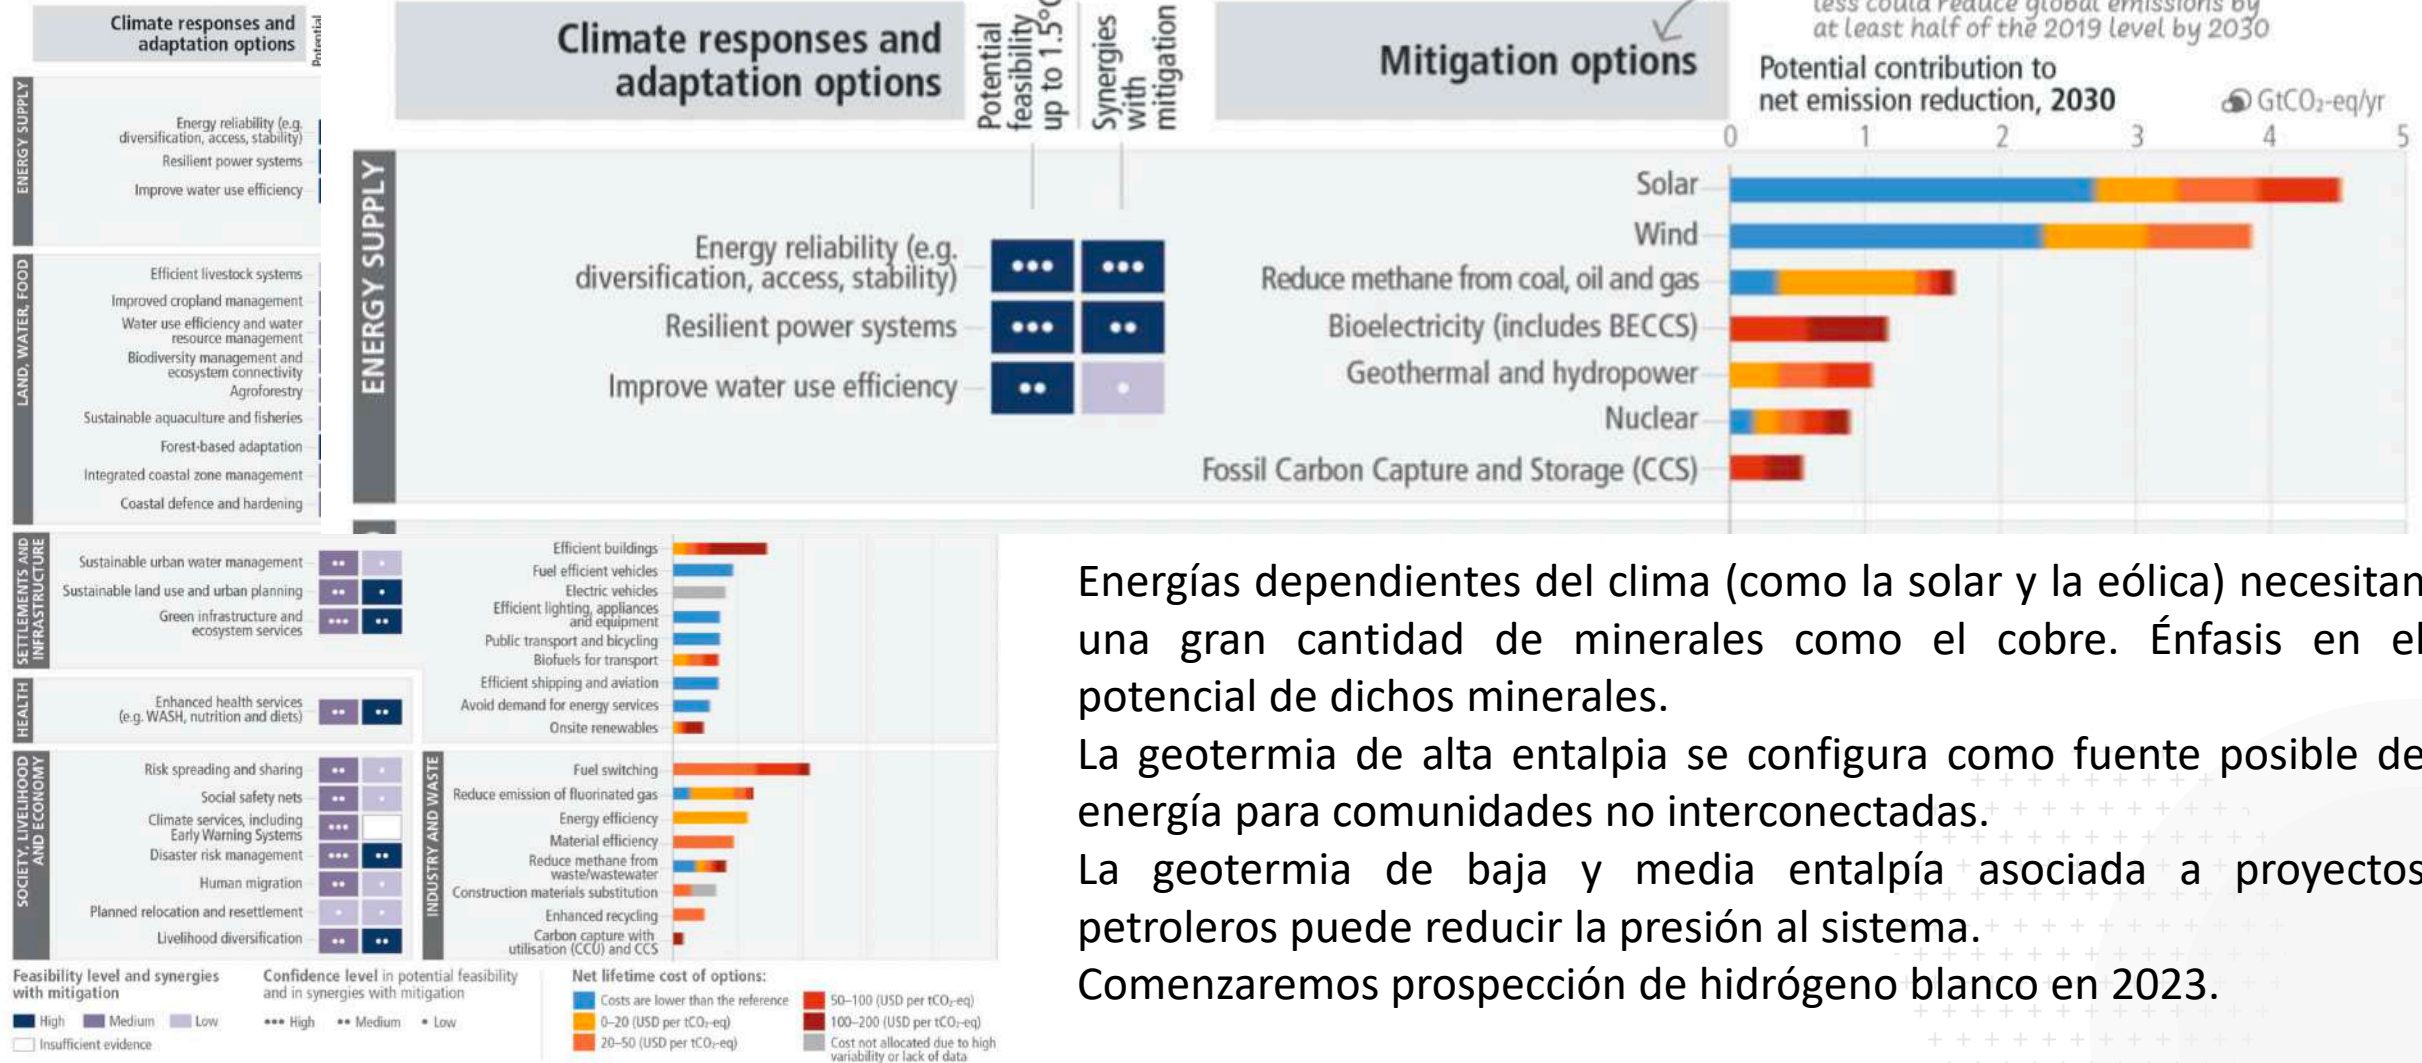 Climate responses and
adaptation options
Potential
ENERGY SUPPLY
Energy reliability (e.g.
diversification, access, stability)
Resilient power systems
Improve water use efficiency
LAND, WATER, FOOD
Efficient livestock systems
Improved cropland management
Water use efficiency and water
resource management
Biodiversity management and
ecosystem connectivity
Agroforestry
Sustainable aquaculture and fisheries
Forest-based adaptation
Integrated coastal zone management
Coastal defence and hardening
Climate responses and
adaptation options
Potential
feasibility
up to 1.5°C
Synergies
with
mitigation
Mitigation options
less could reduce global emissions by
at least half of the 2019 level by 2030
Potential contribution to
net emission reduction, 2030
GtCO₂-eq/yr
0 1 2 3 4 5
ENERGY SUPPLY
Energy reliability (e.g.
diversification, access, stability)
Resilient power systems
Improve water use efficiency
Solar
Wind
Reduce methane from coal, oil and gas
Bioelectricity (includes BECCS)
Geothermal and hydropower
Nuclear
Fossil Carbon Capture and Storage (CCS)
SETTLEMENTS AND
INFRASTRUCTURE
Sustainable urban water management
Sustainable land use and urban planning
Green infrastructure and
ecosystem services
HEALTH
Enhanced health services
(e.g. WASH, nutrition and diets)
SOCIETY, LIVELIHOOD
AND ECONOMY
Risk spreading and sharing
Social safety nets
Climate services, including
Early Warning Systems
Disaster risk management
Human migration
Planned relocation and resettlement
Livelihood diversification
Efficient buildings
Fuel efficient vehicles
Electric vehicles
Efficient lighting, appliances
and equipment
Public transport and bicycling
Biofuels for transport
Efficient shipping and aviation
Avoid demand for energy services
Onsite renewables
INDUSTRY AND WASTE
Fuel switching
Reduce emission of fluorinated gas
Energy efficiency
Material efficiency
Reduce methane from
waste/wastewater
Construction materials substitution
Enhanced recycling
Carbon capture with
utilisation (CCU) and CCS
Feasibility level and synergies
with mitigation
High Medium Low
Insufficient evidence
Confidence level in potential feasibility
and in synergies with mitigation
••• High •• Medium • Low
Net lifetime cost of options:
Costs are lower than the reference
0–20 (USD per tCO₂-eq)
20–50 (USD per tCO₂-eq)
50–100 (USD per tCO₂-eq)
100–200 (USD per tCO₂-eq)
Cost not allocated due to high
variability or lack of data
Energías dependientes del clima (como la solar y la eólica) necesitan
una gran cantidad de minerales como el cobre. Énfasis en el
potencial de dichos minerales.
La geotermia de alta entalpia se configura como fuente posible de
energía para comunidades no interconectadas.
La geotermia de baja y media entalpía asociada a proyectos
petroleros puede reducir la presión al sistema.
Comenzaremos prospección de hidrógeno blanco en 2023.